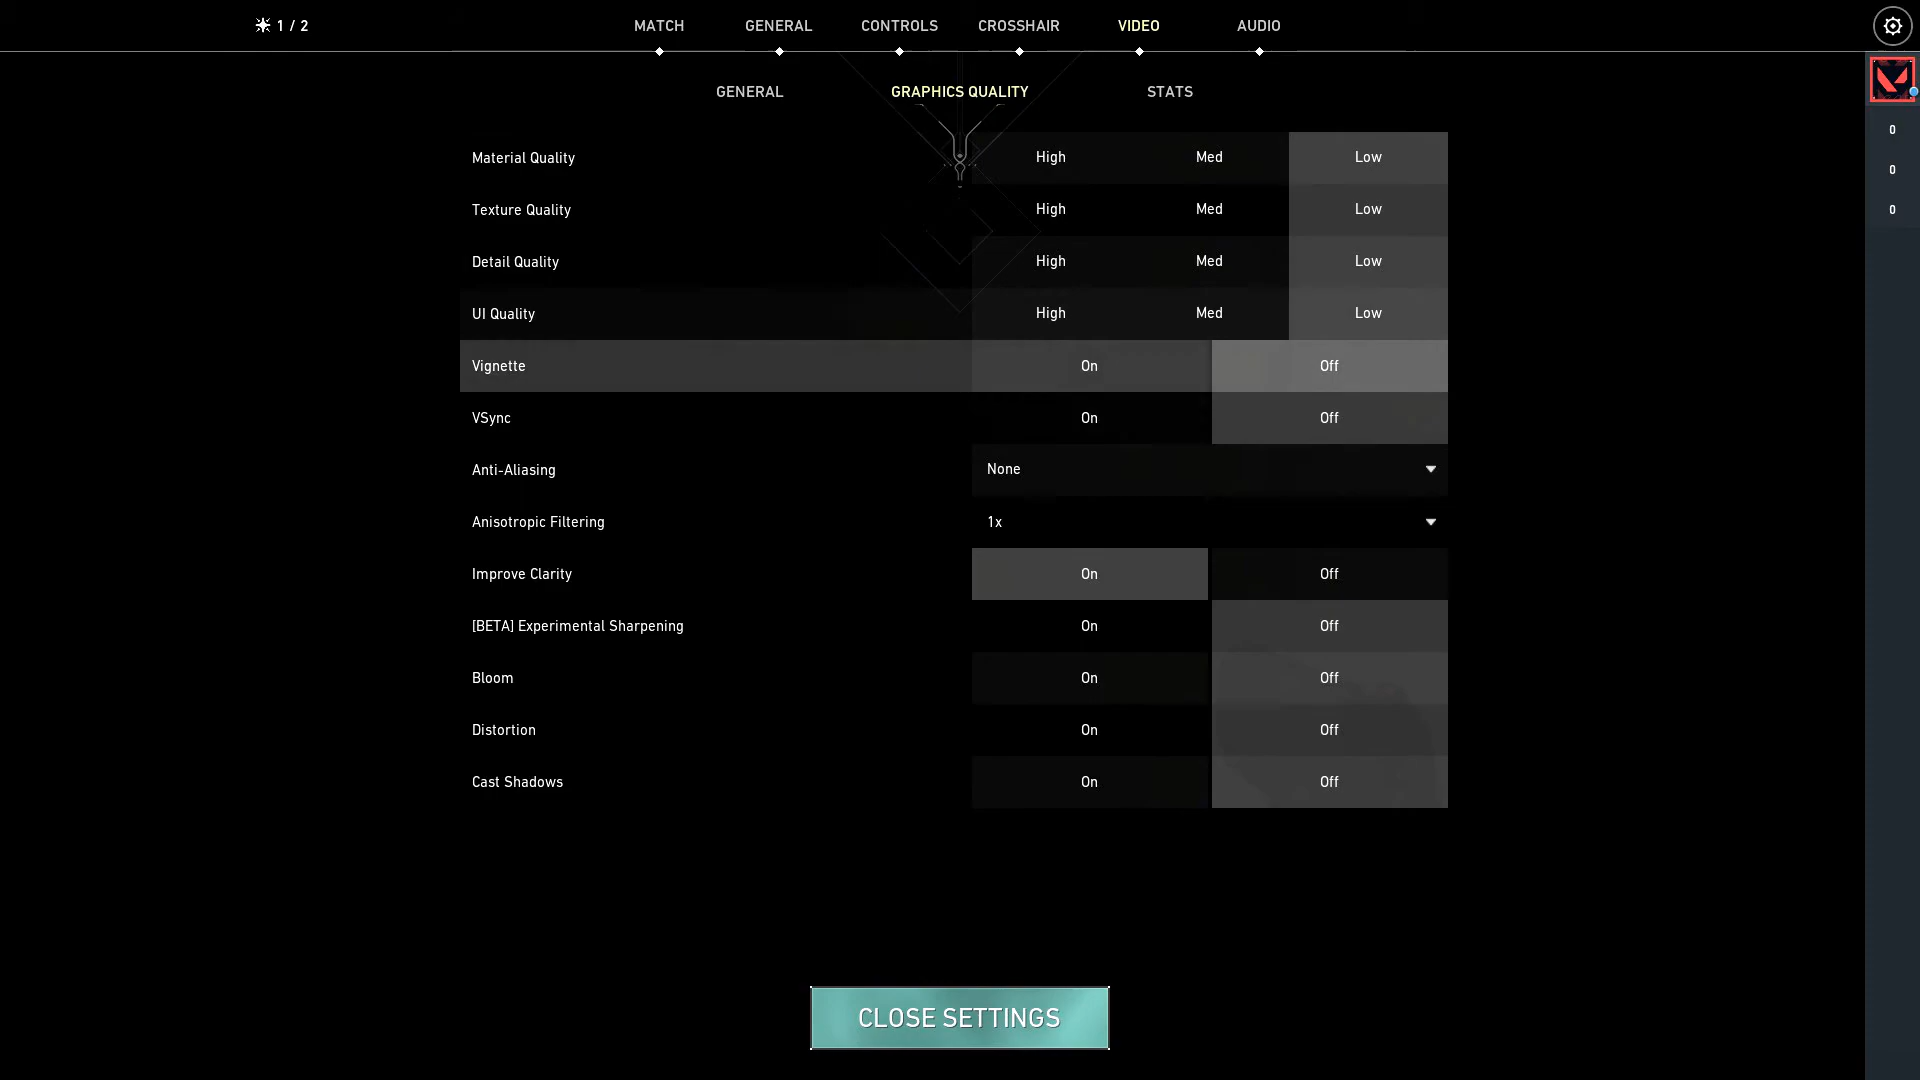 1 / 2
MATCH GENERAL CONTROLS CROSSHAIR VIDEO AUDIO
GENERAL GRAPHICS QUALITY STATS
Material Quality High Med Low
0
0
Texture Quality High Med Low
0
Detail Quality High Med Low
UI Quality High Med Low
Vignette On Off
VSync On Off
Anti-Aliasing None
Anisotropic Filtering 1x
Improve Clarity On Off
[BETA] Experimental Sharpening On Off
Bloom On Off
Distortion On Off
Cast Shadows On Off
CLOSE SETTINGS